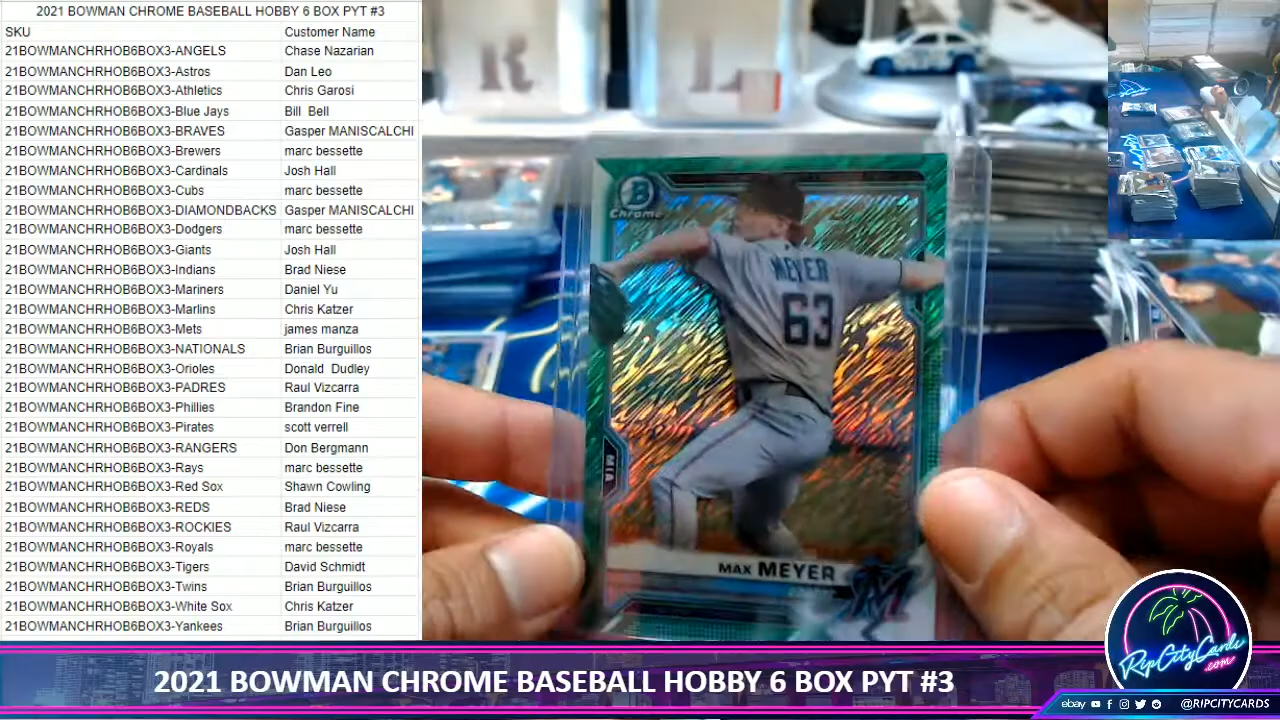 2021 BOWMAN CHROME BASEBALL HOBBY 6 BOX PYT #3
SKU Customer Name
21BOWMANCHRHOB6BOX3-ANGELS Chase Nazarian
21BOWMANCHRHOB6BOX3-Astros Dan Leo
21BOWMANCHRHOB6BOX3-Athletics Chris Garosi
21BOWMANCHRHOB6BOX3-Blue Jays Bill Bell
21BOWMANCHRHOB6BOX3-BRAVES Gasper MANISCALCHI
21BOWMANCHRHOB6BOX3-Brewers marc bessette
21BOWMANCHRHOB6BOX3-Cardinals Josh Hall
21BOWMANCHRHOB6BOX3-Cubs marc bessette
21BOWMANCHRHOB6BOX3-DIAMONDBACKS Gasper MANISCALCHI
21BOWMANCHRHOB6BOX3-Dodgers marc bessette
21BOWMANCHRHOB6BOX3-Giants Josh Hall
21BOWMANCHRHOB6BOX3-Indians Brad Niese
21BOWMANCHRHOB6BOX3-Mariners Daniel Yu
21BOWMANCHRHOB6BOX3-Marlins Chris Katzer
21BOWMANCHRHOB6BOX3-Mets james manza
21BOWMANCHRHOB6BOX3-NATIONALS Brian Burguillos
21BOWMANCHRHOB6BOX3-Orioles Donald Dudley
21BOWMANCHRHOB6BOX3-PADRES Raul Vizcarra
21BOWMANCHRHOB6BOX3-Phillies Brandon Fine
21BOWMANCHRHOB6BOX3-Pirates scott verrell
21BOWMANCHRHOB6BOX3-RANGERS Don Bergmann
21BOWMANCHRHOB6BOX3-Rays marc bessette
21BOWMANCHRHOB6BOX3-Red Sox Shawn Cowling
21BOWMANCHRHOB6BOX3-REDS Brad Niese
21BOWMANCHRHOB6BOX3-ROCKIES Raul Vizcarra
21BOWMANCHRHOB6BOX3-Royals marc bessette
21BOWMANCHRHOB6BOX3-Tigers David Schmidt
21BOWMANCHRHOB6BOX3-Twins Brian Burguillos
21BOWMANCHRHOB6BOX3-White Sox Chris Katzer
21BOWMANCHRHOB6BOX3-Yankees Brian Burguillos
B
Chrome
MEYER
63
MIA
MAX MEYER
M
2021 BOWMAN CHROME BASEBALL HOBBY 6 BOX PYT #3
RipCityCards
.com
ebay @RIPCITYCARDS